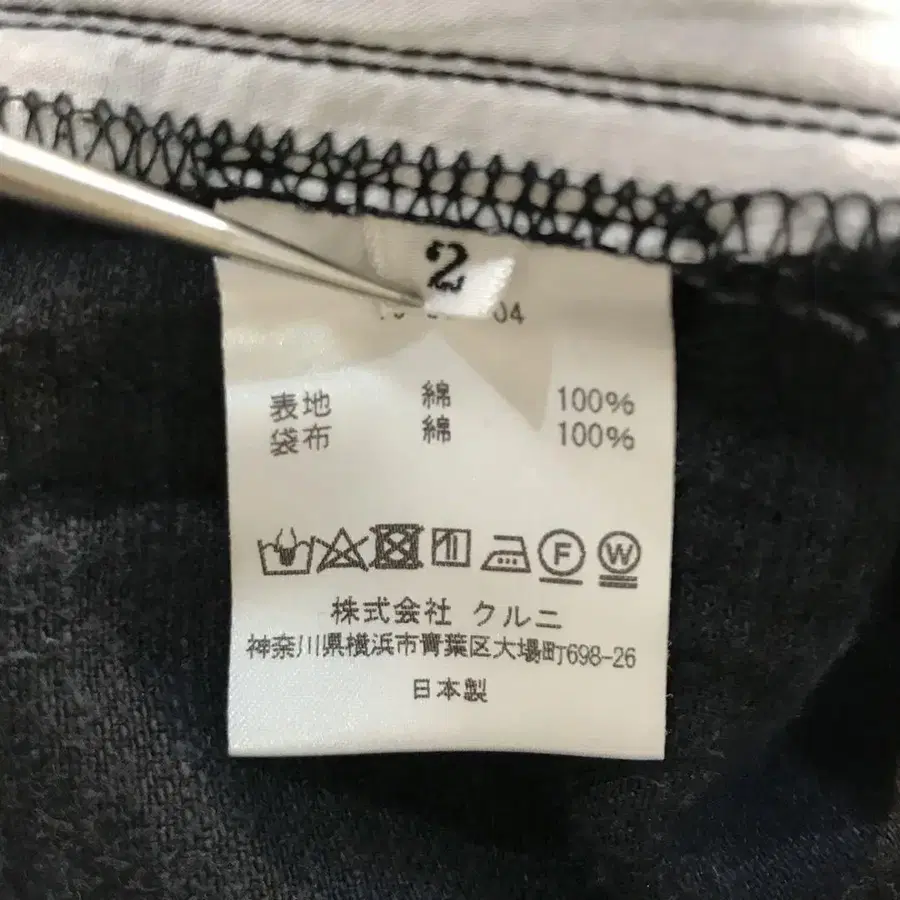 2
04
表地 綿 100%
袋布 綿 100%
F W
株式会社 クルニ
神奈川県横浜市青葉区大場町698-26
日本製